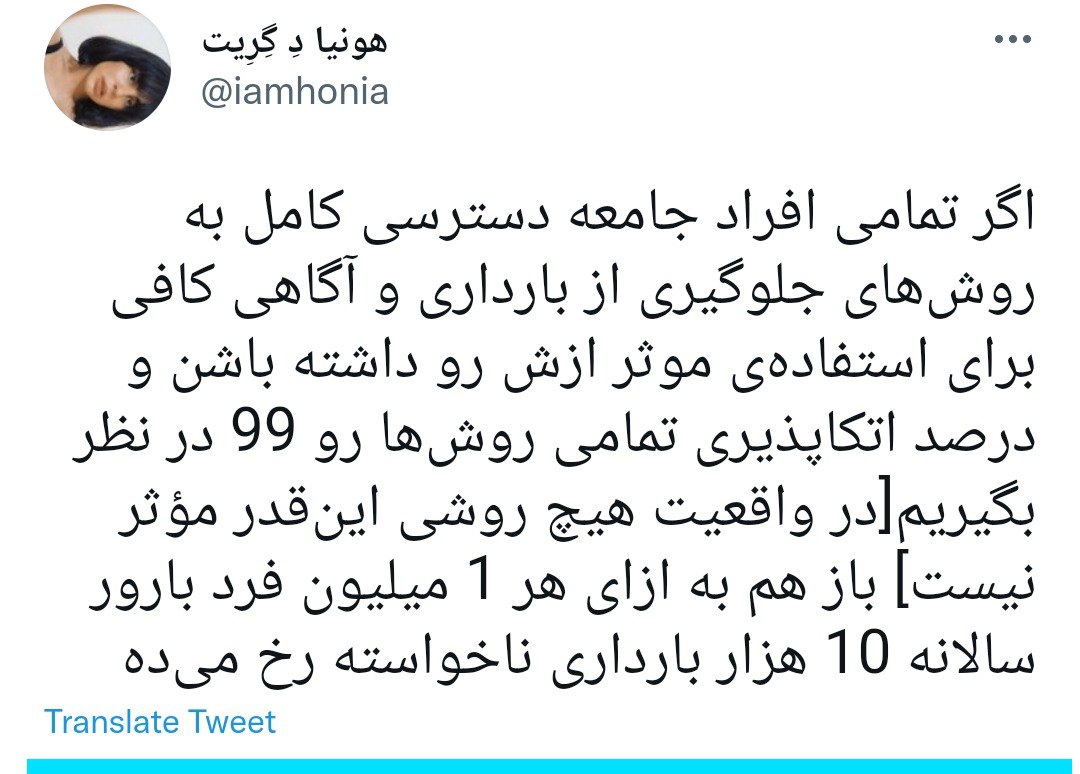 هونیا دِ گِرِیت
@iamhonia
اگر تمامی افراد جامعه دسترسی کامل به
روش‌های جلوگیری از بارداری و آگاهی کافی
برای استفاده‌ی موثر ازش رو داشته باشن و
درصد اتکاپذیری تمامی روش‌ها رو 99 در نظر
بگیریم[در واقعیت هیچ روشی این‌قدر مؤثر
نیست] باز هم به ازای هر 1 میلیون فرد بارور
سالانه 10 هزار بارداری ناخواسته رخ می‌ده
Translate Tweet